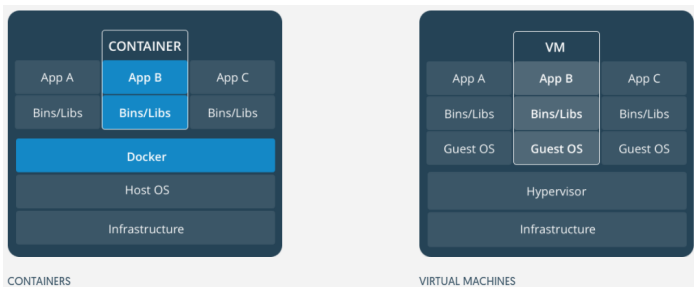 CONTAINER
App A App B App C
Bins/Libs Bins/Libs Bins/Libs
Docker
Host OS
Infrastructure
CONTAINERS
VM
App A App B App C
Bins/Libs Bins/Libs Bins/Libs
Guest OS Guest OS Guest OS
Hypervisor
Infrastructure
VIRTUAL MACHINES